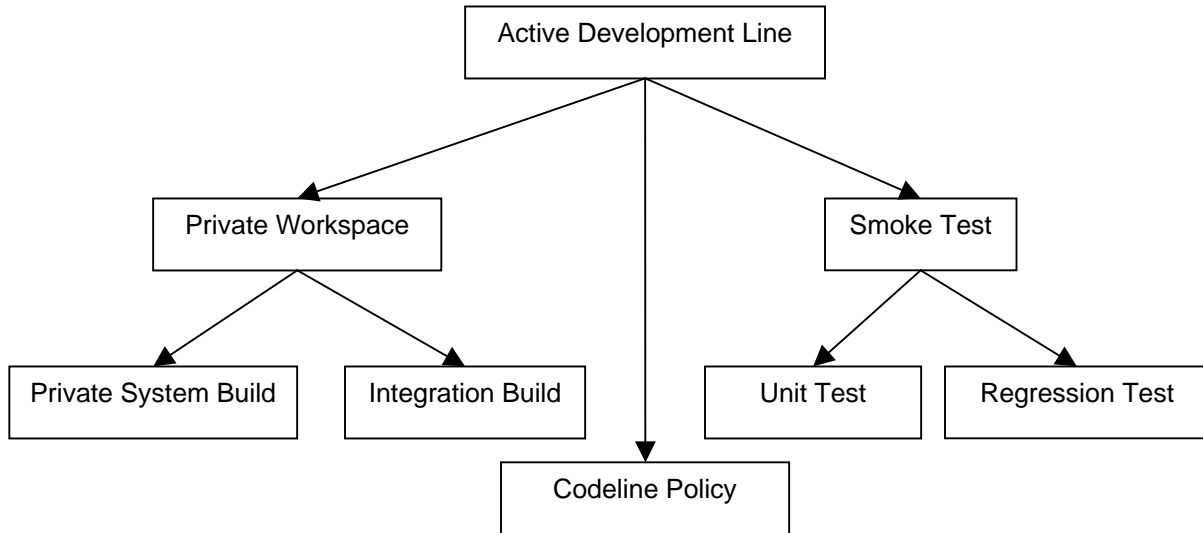 Active Development Line
Private Workspace
Smoke Test
Private System Build
Integration Build
Unit Test
Regression Test
Codeline Policy